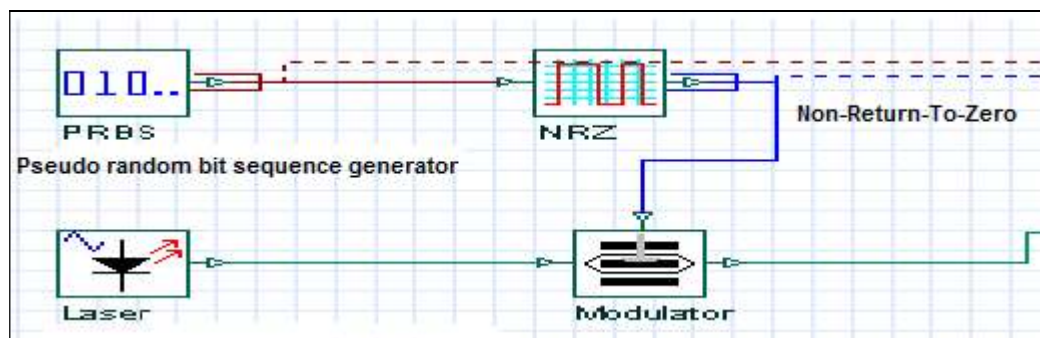 010..
PRBS
NRZ
Non-Return-To-Zero
Pseudo random bit sequence generator
Laser
Modulator